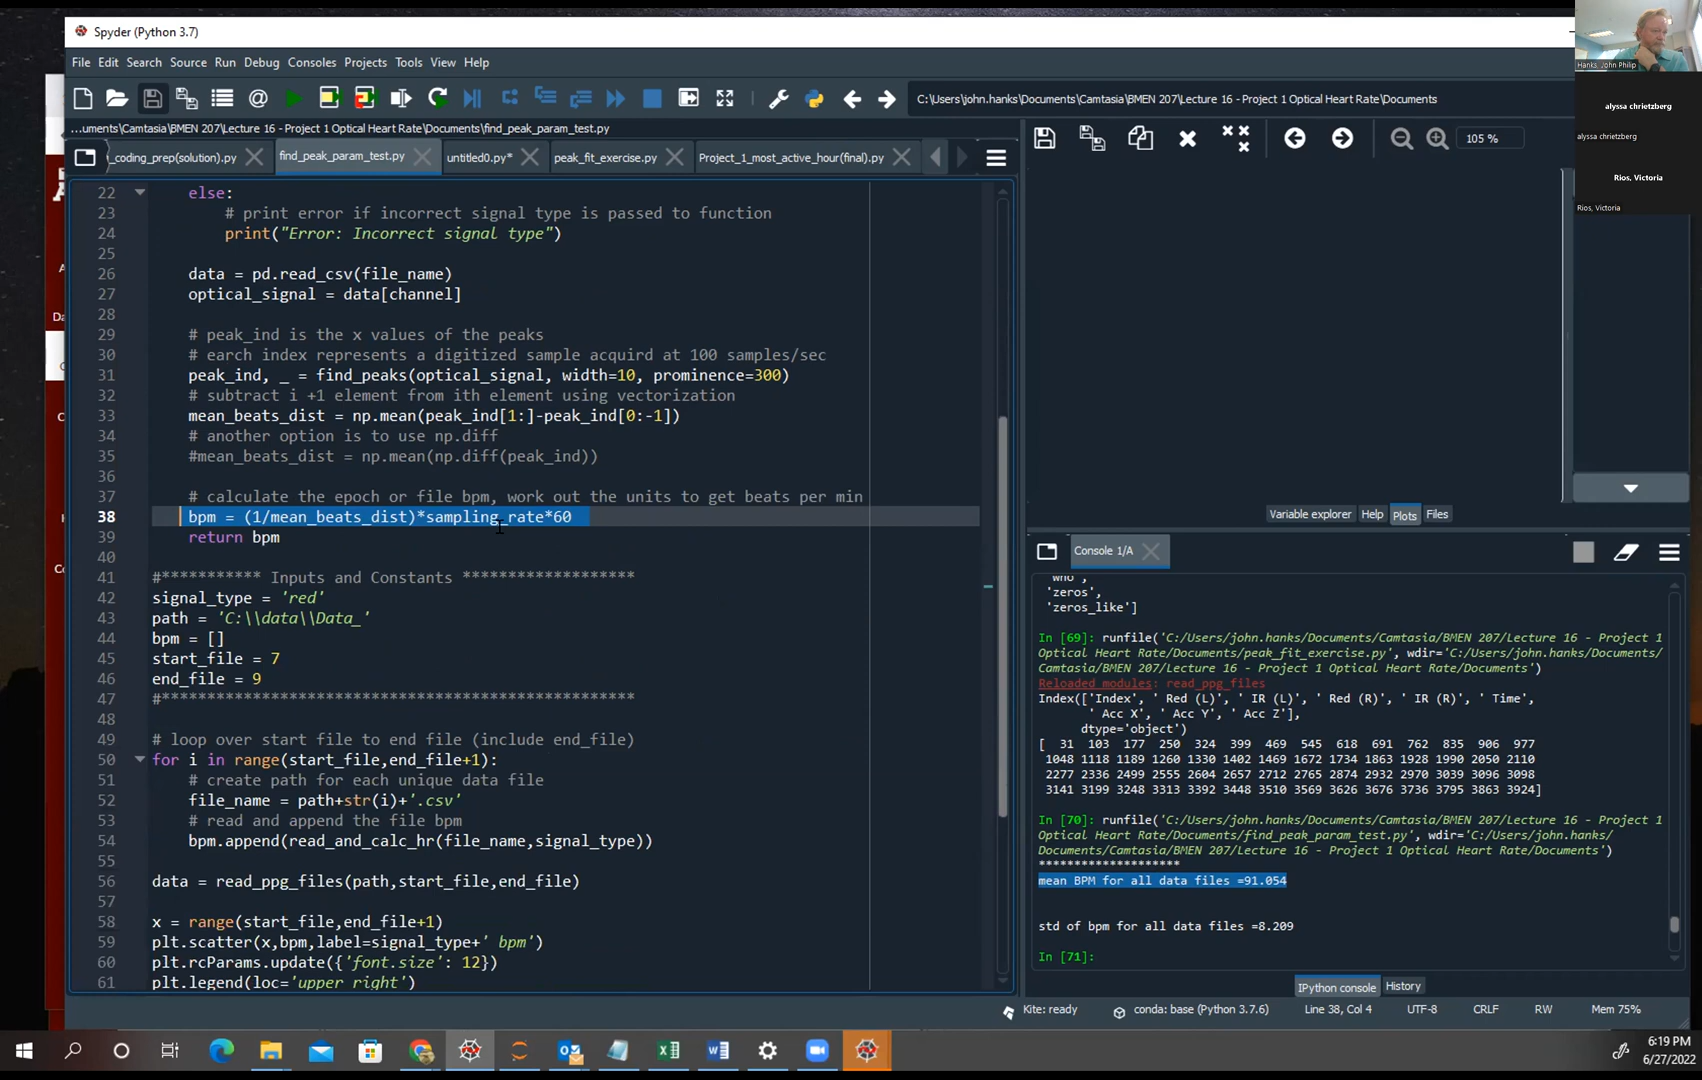 Spyder (Python 3.7)
File Edit Search Source Run Debug Consoles Projects Tools View Help
C:\Users\john.hanks\Documents\Camtasia\BMEN 207\Lecture 16 - Project 1 Optical Heart Rate\Documents
...uments\Camtasia\BMEN 207\Lecture 16 - Project 1 Optical Heart Rate\Documents\find_peak_param_test.py
_coding_prep(solution).py find_peak_param_test.py untitled0.py* peak_fit_exercise.py Project_1_most_active_hour(final).py
105 %
22 else:
23 # print error if incorrect signal type is passed to function
24 print("Error: Incorrect signal type")
25
26 data = pd.read_csv(file_name)
27 optical_signal = data[channel]
28
29 # peak_ind is the x values of the peaks
30 # earch index represents a digitized sample acquird at 100 samples/sec
31 peak_ind, _ = find_peaks(optical_signal, width=10, prominence=300)
32 # subtract i +1 element from ith element using vectorization
33 mean_beats_dist = np.mean(peak_ind[1:]-peak_ind[0:-1])
34 # another option is to use np.diff
35 #mean_beats_dist = np.mean(np.diff(peak_ind))
36
37 # calculate the epoch or file bpm, work out the units to get beats per min
38 bpm = (1/mean_beats_dist)*sampling_rate*60
39 return bpm
40
41 #*********** Inputs and Constants *******************
42 signal_type = 'red'
43 path = 'C:\\data\\Data_'
44 bpm = []
45 start_file = 7
46 end_file = 9
47 #****************************************************
48
49 # loop over start file to end file (include end_file)
50 for i in range(start_file,end_file+1):
51 # create path for each unique data file
52 file_name = path+str(i)+'.csv'
53 # read and append the file bpm
54 bpm.append(read_and_calc_hr(file_name,signal_type))
55
56 data = read_ppg_files(path,start_file,end_file)
57
58 x = range(start_file,end_file+1)
59 plt.scatter(x,bpm,label=signal_type+' bpm')
60 plt.rcParams.update({'font.size': 12})
61 plt.legend(loc='upper right')
Variable explorer Help Plots Files
Console 1/A
'who',
'zeros',
'zeros_like']
In [69]: runfile('C:/Users/john.hanks/Documents/Camtasia/BMEN 207/Lecture 16 - Project 1
Optical Heart Rate/Documents/peak_fit_exercise.py', wdir='C:/Users/john.hanks/Documents/
Camtasia/BMEN 207/Lecture 16 - Project 1 Optical Heart Rate/Documents')
Reloaded modules: read_ppg_files
Index(['Index', ' Red (L)', ' IR (L)', ' Red (R)', ' IR (R)', ' Time',
' Acc X', ' Acc Y', ' Acc Z'],
dtype='object')
[ 31 103 177 250 324 399 469 545 618 691 762 835 906 977
1048 1118 1189 1260 1330 1402 1469 1672 1734 1863 1928 1990 2050 2110
2277 2336 2499 2555 2604 2657 2712 2765 2874 2932 2970 3039 3096 3098
3141 3199 3248 3313 3392 3448 3510 3569 3626 3676 3736 3795 3863 3924]
In [70]: runfile('C:/Users/john.hanks/Documents/Camtasia/BMEN 207/Lecture 16 - Project 1
Optical Heart Rate/Documents/find_peak_param_test.py', wdir='C:/Users/john.hanks/
Documents/Camtasia/BMEN 207/Lecture 16 - Project 1 Optical Heart Rate/Documents')
********************
mean BPM for all data files =91.054
std of bpm for all data files =8.209
In [71]:
IPython console History
Kite: ready conda: base (Python 3.7.6) Line 38, Col 4 UTF-8 CRLF RW Mem 75%
Hanks, John Philip
alyssa chrietzberg
alyssa chrietzberg
Rios, Victoria
Rios, Victoria
6:19 PM
6/27/2022